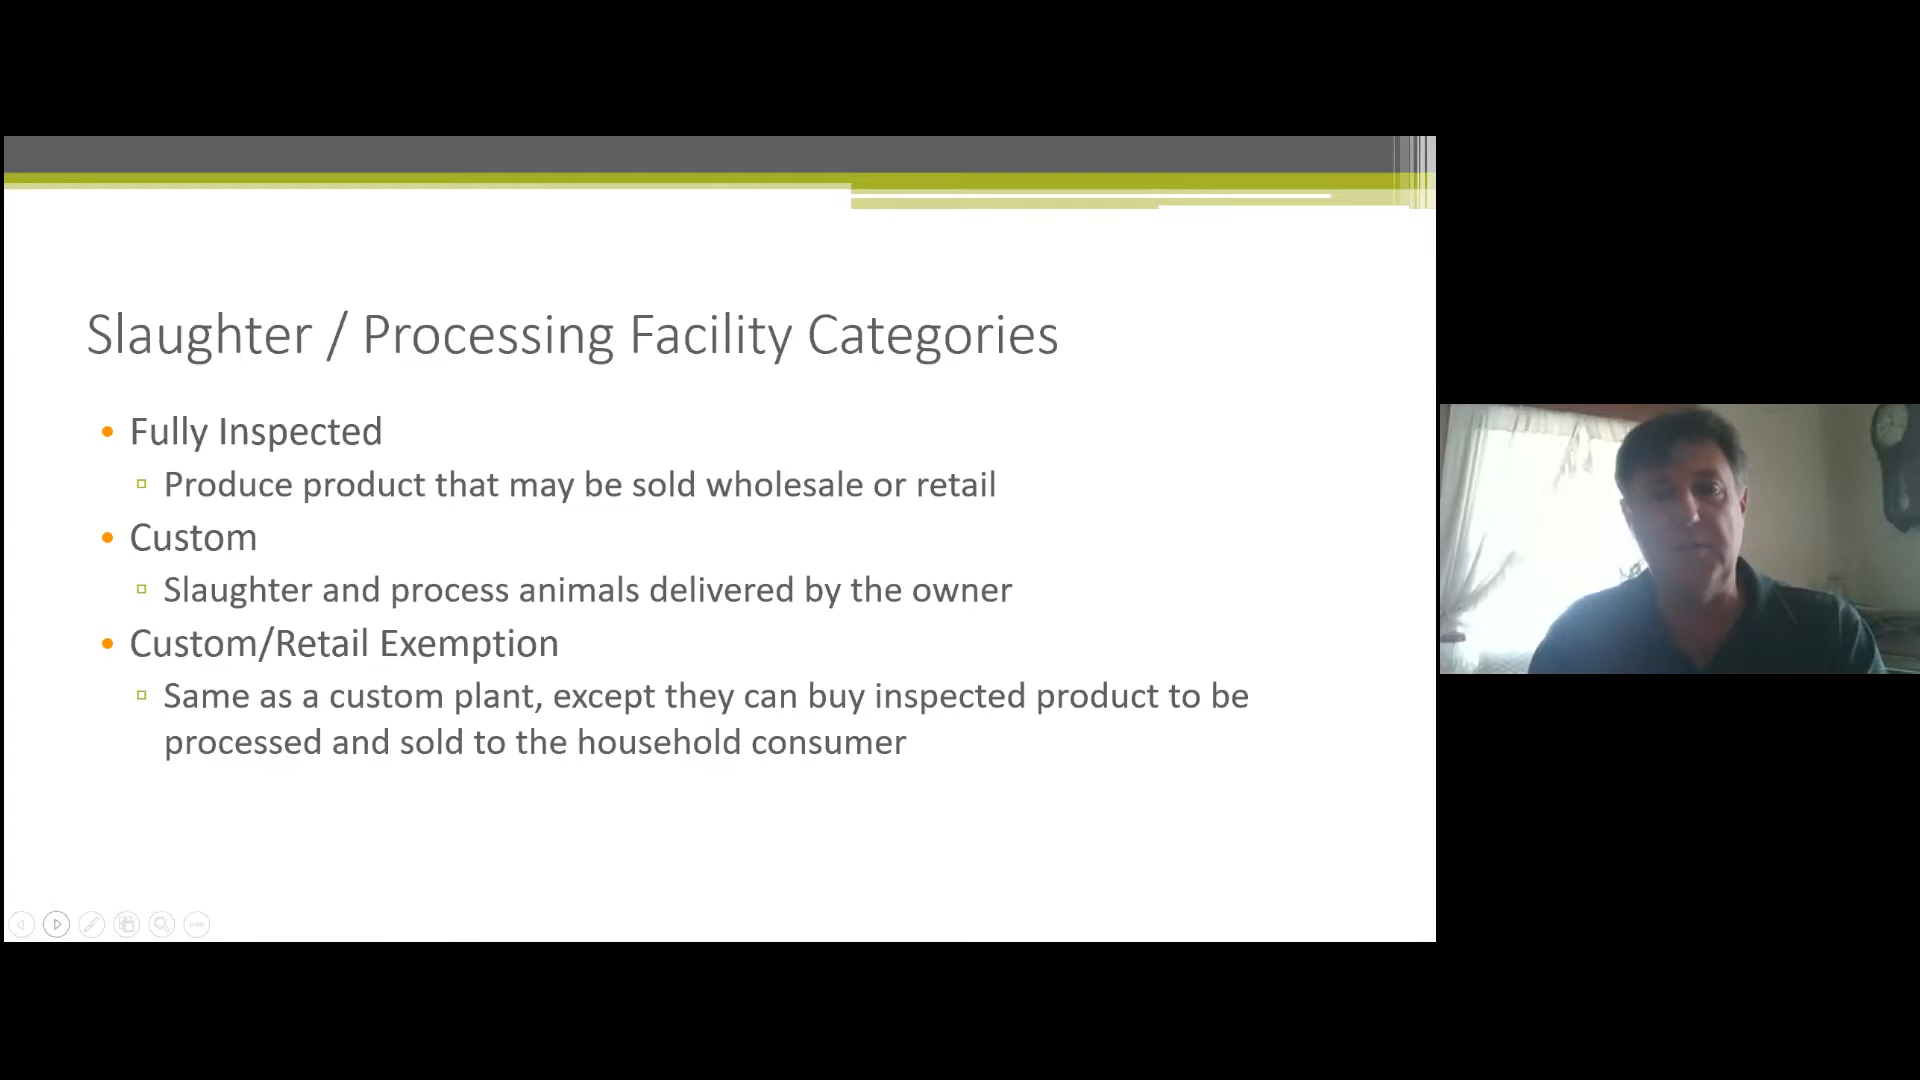 Slaughter / Processing Facility Categories
• Fully Inspected
▫ Produce product that may be sold wholesale or retail
• Custom
▫ Slaughter and process animals delivered by the owner
• Custom/Retail Exemption
▫ Same as a custom plant, except they can buy inspected product to be
processed and sold to the household consumer